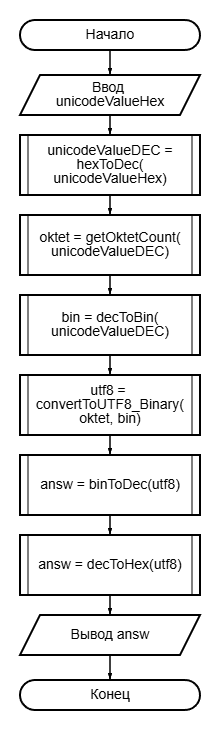 Начало
Ввод
unicodeValueHex
unicodeValueDEC =
hexToDec(
unicodeValueHex)
oktet = getOktetCount(
unicodeValueDEC)
bin = decToBin(
unicodeValueDEC)
utf8 =
convertToUTF8_Binary(
oktet, bin)
answ = binToDec(utf8)
answ = decToHex(utf8)
Вывод answ
Конец